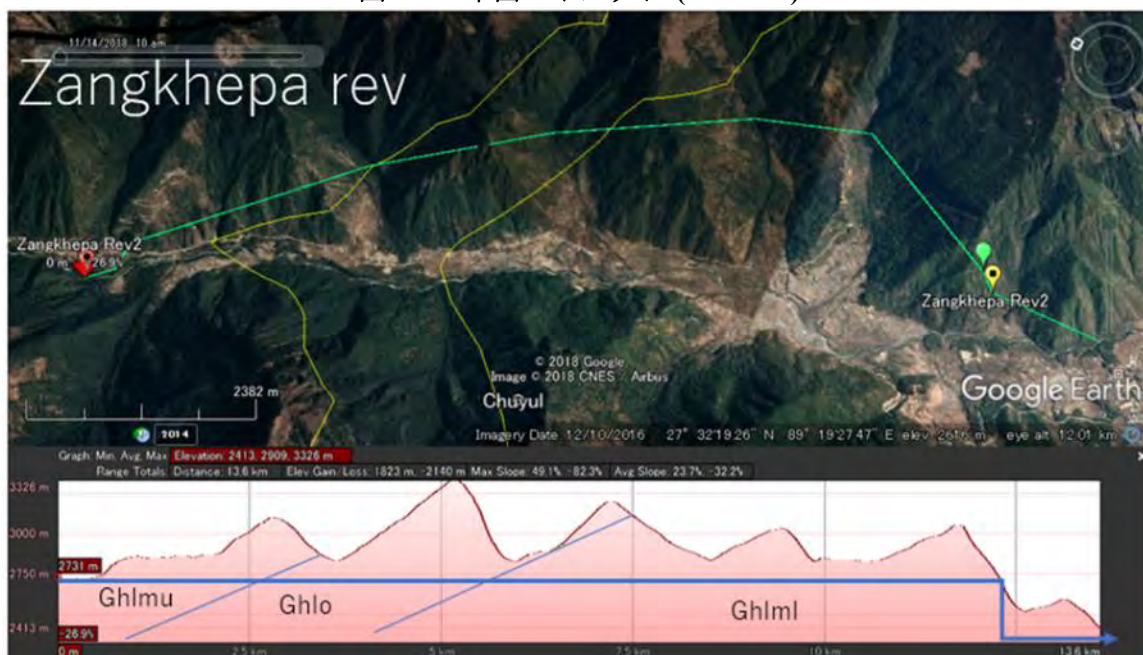 11/14/2018 10 am
Zangkhepa rev
Zangkhepa Rev2
0 m -26.9%
Zangkhepa Rev2
© 2018 Google
Image © 2018 CNES / Airbus
Chuyul
Google Earth
2382 m
2014
Imagery Date 12/10/2016 27° 32'19.26" N 89° 19'27.47" E elev 2616 m eye alt 12.01 km
Graph: Min, Avg, Max Elevation: 2413, 2909, 3326 m
Range Totals: Distance: 13.6 km Elev Gain/Loss: 1823 m, -2140 m Max Slope: 49.1%, -82.3% Avg Slope: 23.7%, -32.2%
3326 m
3000 m
2731 m
2750 m
Ghlmu
Ghlo
Ghlml
2413 m
-26.9%
0 m
2.5 km
5 km
7.5 km
10 km
13.6 km